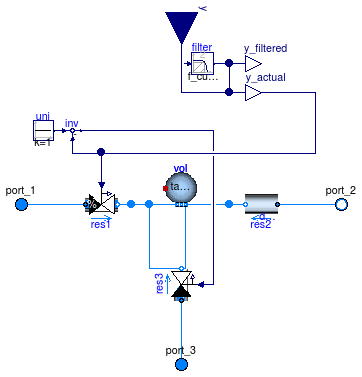 y
filter
y_filtered
f_cu...
y_actual
uni
inv
k=1
vol
port_1
ta...
port_2
res1
res2
res3
port_3